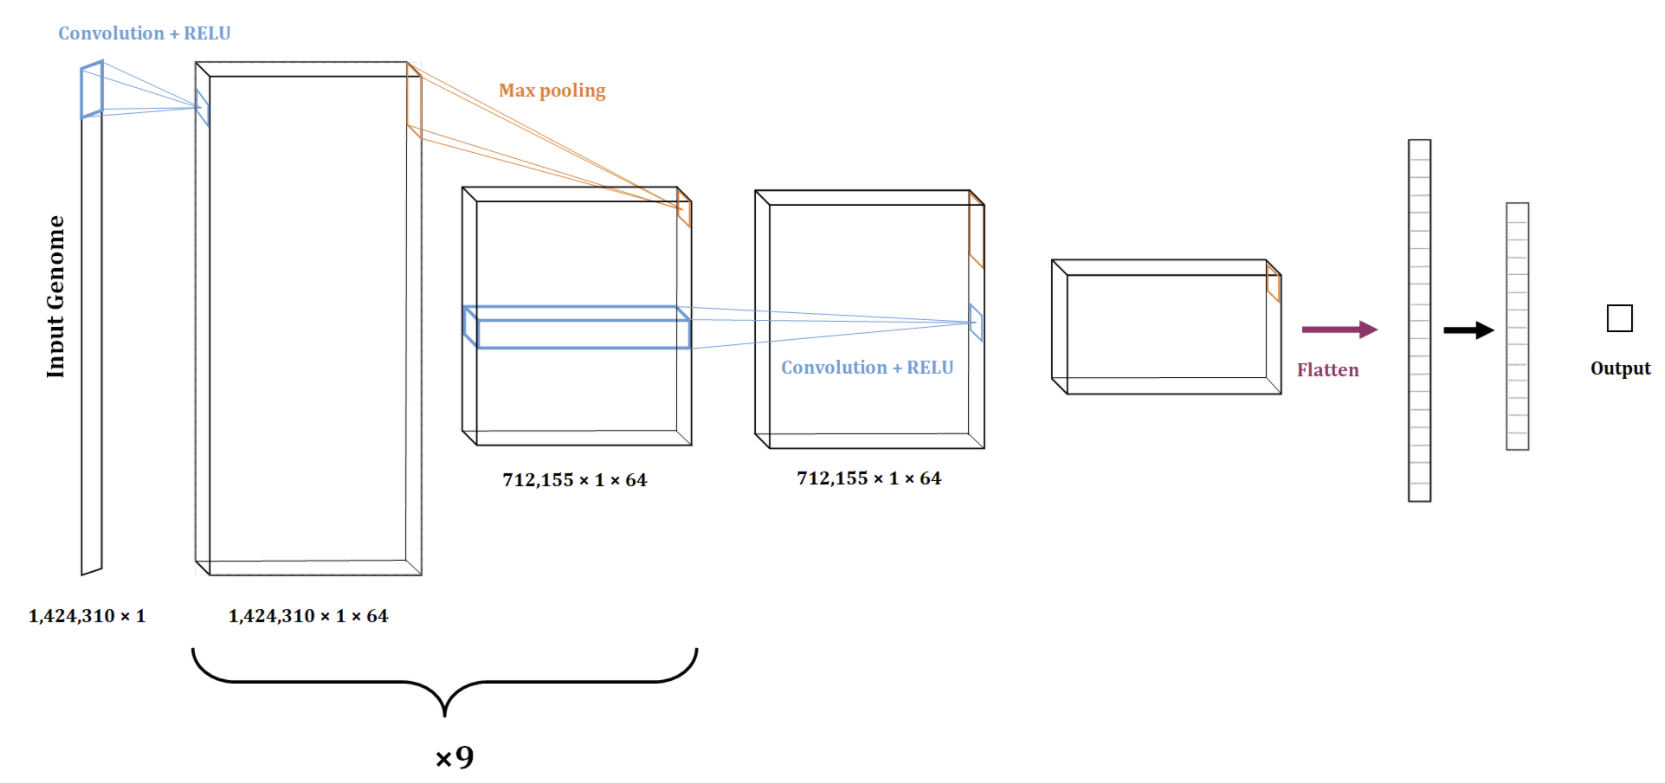 Convolution + RELU
Max pooling
Input Genome
Convolution + RELU
Flatten
Output
712,155 × 1 × 64
712,155 × 1 × 64
1,424,310 × 1
1,424,310 × 1 × 64
×9